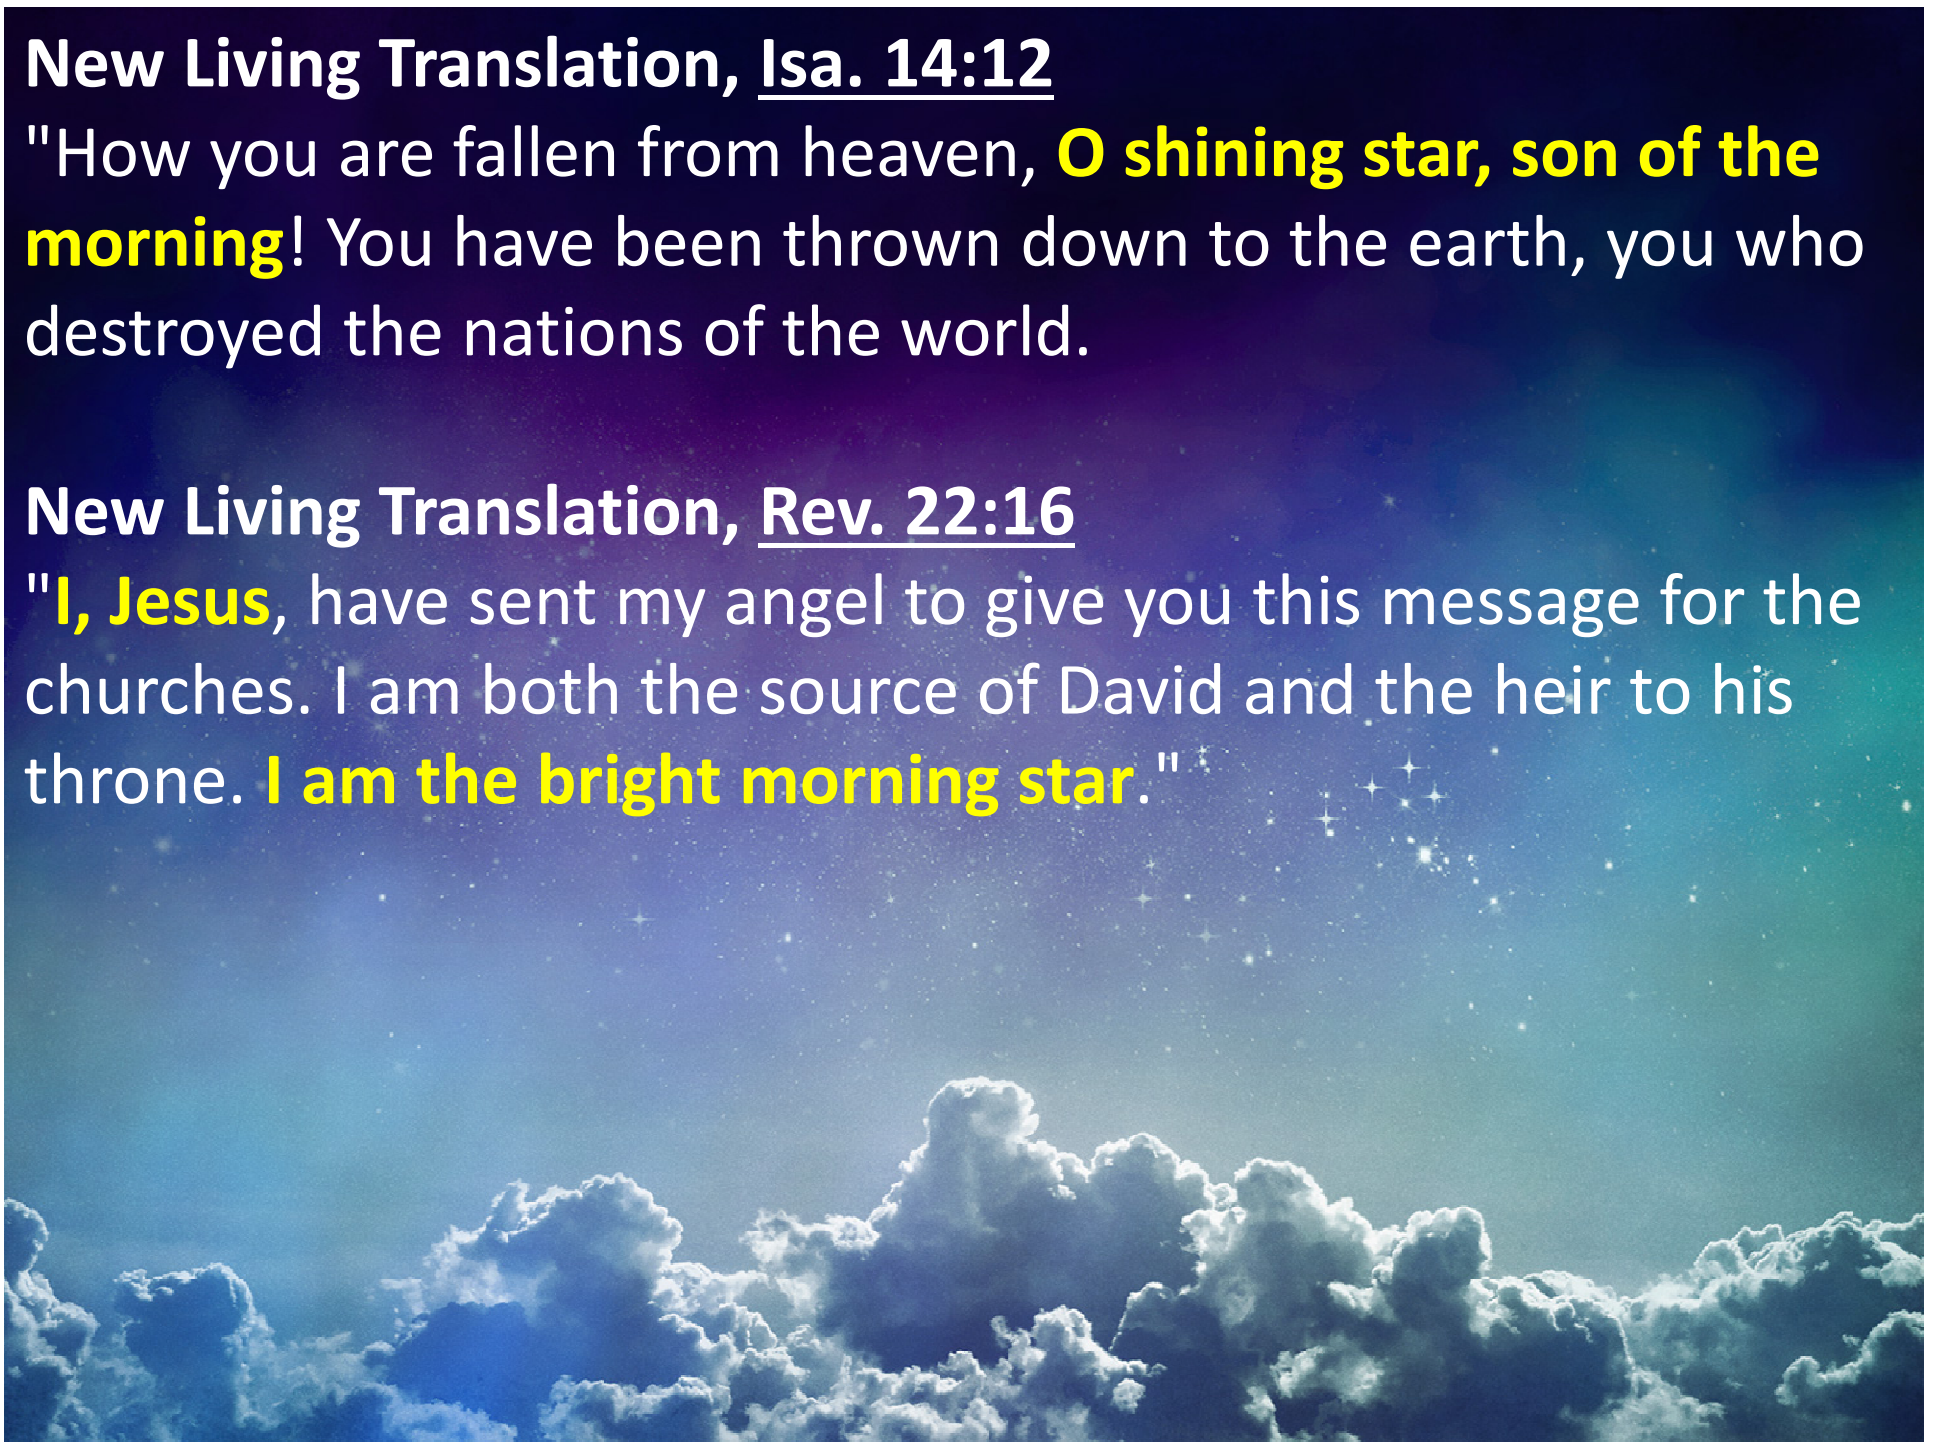 New Living Translation, Isa. 14:12
"How you are fallen from heaven, O shining star, son of the
morning! You have been thrown down to the earth, you who
destroyed the nations of the world.
New Living Translation, Rev. 22:16
"I, Jesus, have sent my angel to give you this message for the
churches. I am both the source of David and the heir to his
throne. I am the bright morning star."